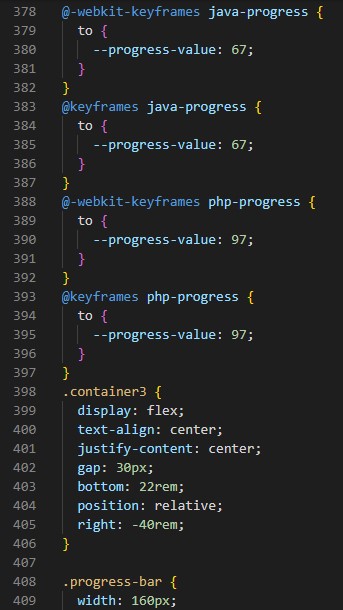 378 @-webkit-keyframes java-progress {
379 to {
380 --progress-value: 67;
381 }
382 }
383 @keyframes java-progress {
384 to {
385 --progress-value: 67;
386 }
387 }
388 @-webkit-keyframes php-progress {
389 to {
390 --progress-value: 97;
391 }
392 }
393 @keyframes php-progress {
394 to {
395 --progress-value: 97;
396 }
397 }
398 .container3 {
399 display: flex;
400 text-align: center;
401 justify-content: center;
402 gap: 30px;
403 bottom: 22rem;
404 position: relative;
405 right: -40rem;
406 }
407
408 .progress-bar {
409 width: 160px;